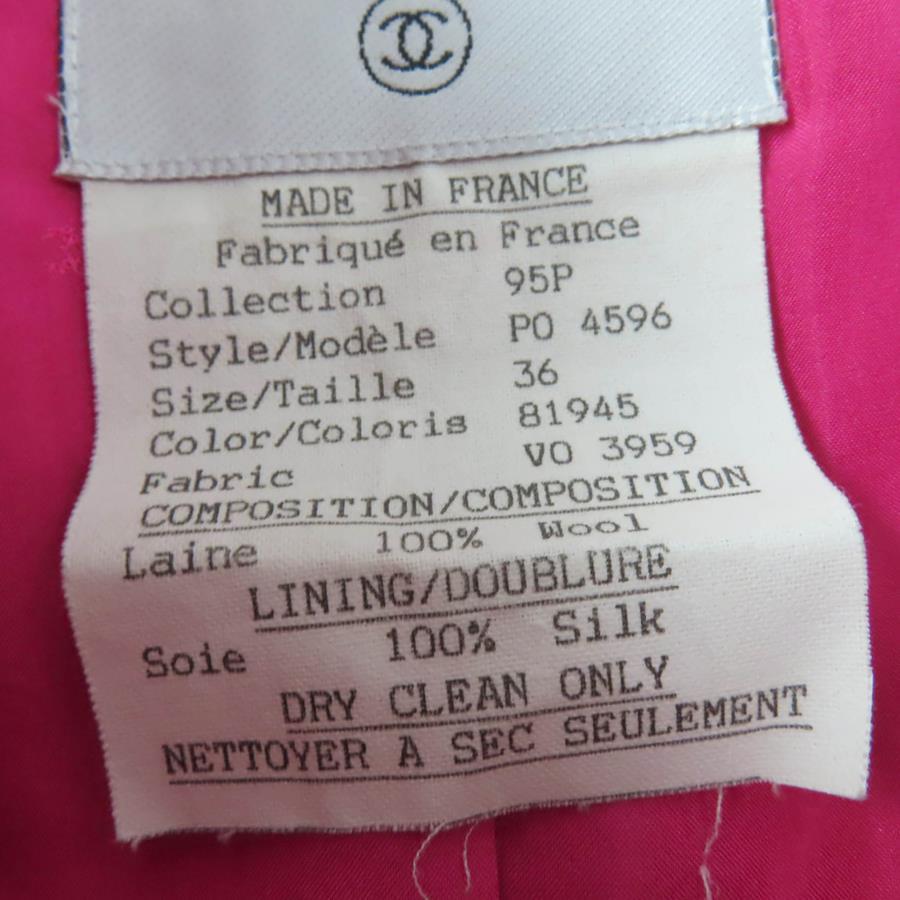 MADE IN FRANCE
Fabriqué en France
Collection 95P
Style/Modèle PO 4596
Size/Taille 36
Color/Coloris 81945
Fabric VO 3959
COMPOSITION/COMPOSITION
Laine 100% Wool
LINING/DOUBLURE
Soie 100% Silk
DRY CLEAN ONLY
NETTOYER A SEC SEULEMENT